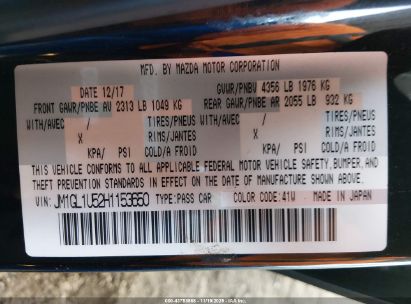 MFD. BY MAZDA MOTOR CORPORATION
DATE 12/17 GVWR/PNBV 4356 LB 1976 KG
FRONT GAWR/PNBE AV 2313 LB 1049 KG REAR GAWR/PNBE AR 2055 LB 932 KG
WITH/AVEC / TIRES/PNEUS WITH/AVEC / TIRES/PNEUS
X RIMS/JANTES X RIMS/JANTES
KPA/ PSI COLD/A FROID KPA/ PSI COLD/A FROID
THIS VEHICLE CONFORMS TO ALL APPLICABLE FEDERAL MOTOR VEHICLE SAFETY, BUMPER, AND
THEFT PREVENTION STANDARDS IN EFFECT ON THE DATE OF MANUFACTURE SHOWN ABOVE.
VIN: JM1GL1U52H1153650 TYPE: PASS CAR COLOR CODE: 41W MADE IN JAPAN